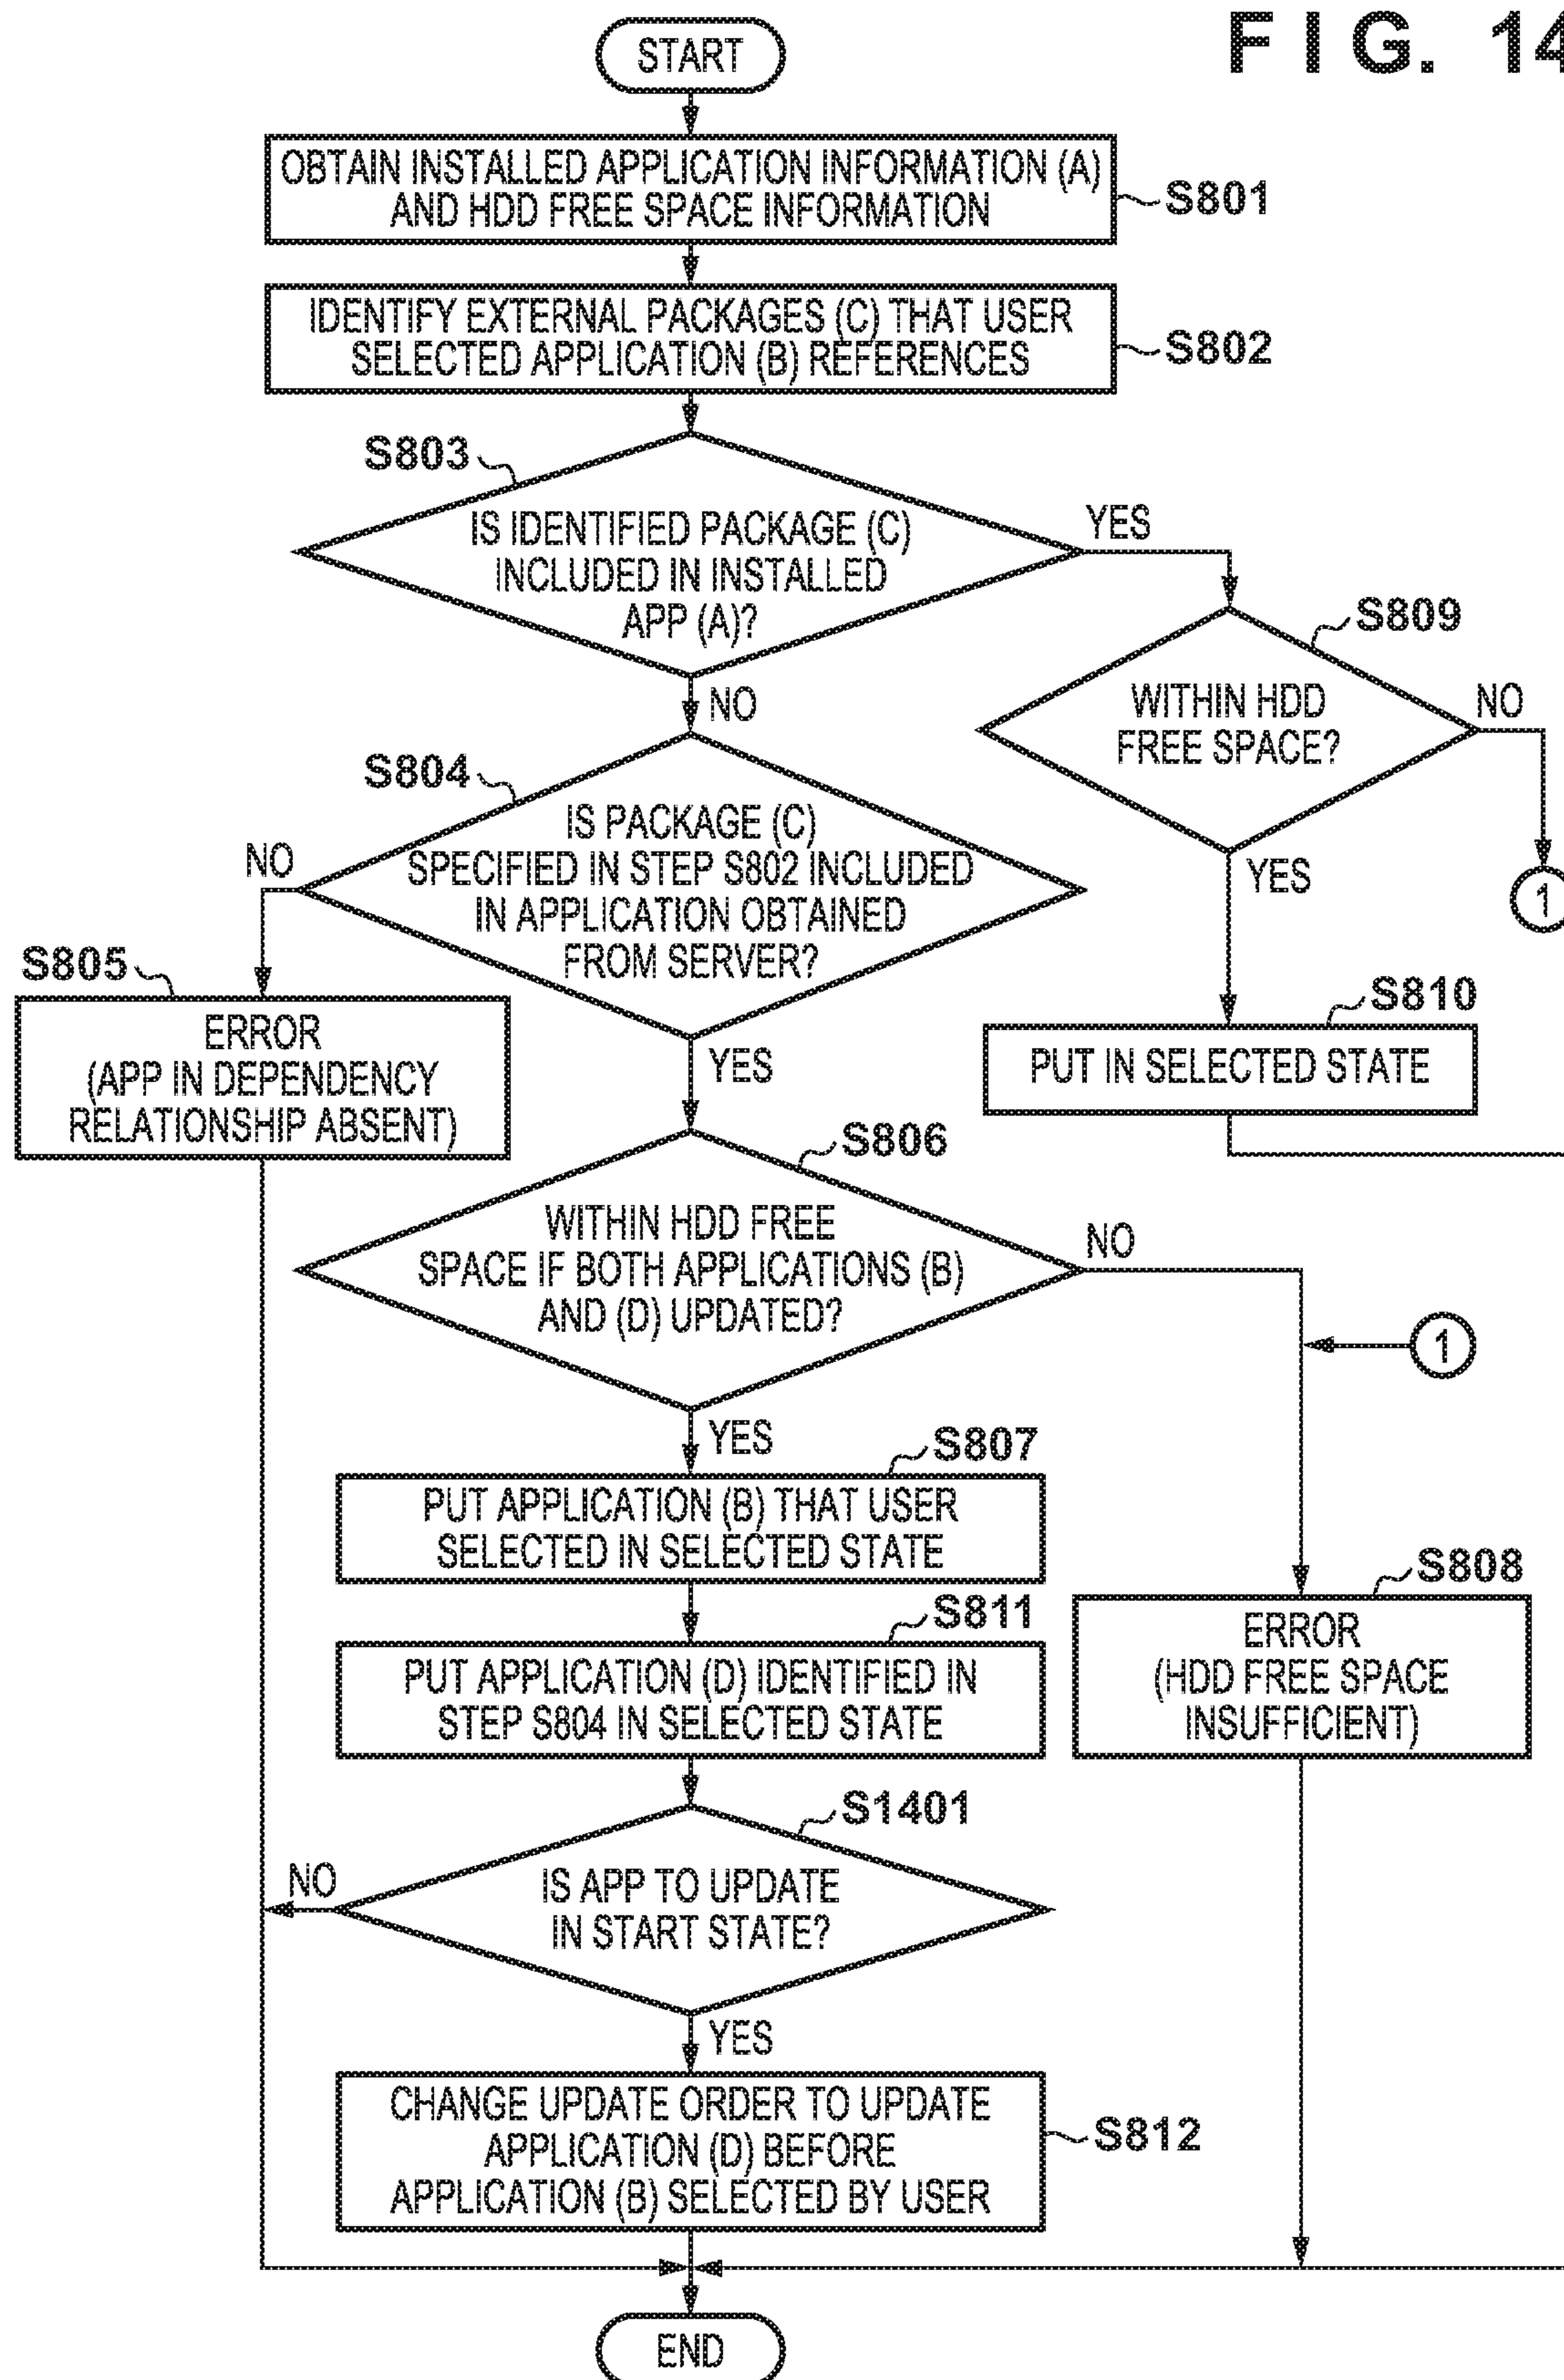 FIG. 14
START
OBTAIN INSTALLED APPLICATION INFORMATION (A)
AND HDD FREE SPACE INFORMATION
S801
IDENTIFY EXTERNAL PACKAGES (C) THAT USER
SELECTED APPLICATION (B) REFERENCES
S802
S803
IS IDENTIFIED PACKAGE (C)
INCLUDED IN INSTALLED
APP (A)?
YES
NO
S809
WITHIN HDD
FREE SPACE?
NO
YES
1
S804
IS PACKAGE (C)
SPECIFIED IN STEP S802 INCLUDED
IN APPLICATION OBTAINED
FROM SERVER?
NO
YES
S805
ERROR
(APP IN DEPENDENCY
RELATIONSHIP ABSENT)
S810
PUT IN SELECTED STATE
S806
WITHIN HDD FREE
SPACE IF BOTH APPLICATIONS (B)
AND (D) UPDATED?
NO
1
YES
S807
PUT APPLICATION (B) THAT USER
SELECTED IN SELECTED STATE
S811
PUT APPLICATION (D) IDENTIFIED IN
STEP S804 IN SELECTED STATE
S808
ERROR
(HDD FREE SPACE
INSUFFICIENT)
S1401
IS APP TO UPDATE
IN START STATE?
NO
YES
CHANGE UPDATE ORDER TO UPDATE
APPLICATION (D) BEFORE
APPLICATION (B) SELECTED BY USER
S812
END